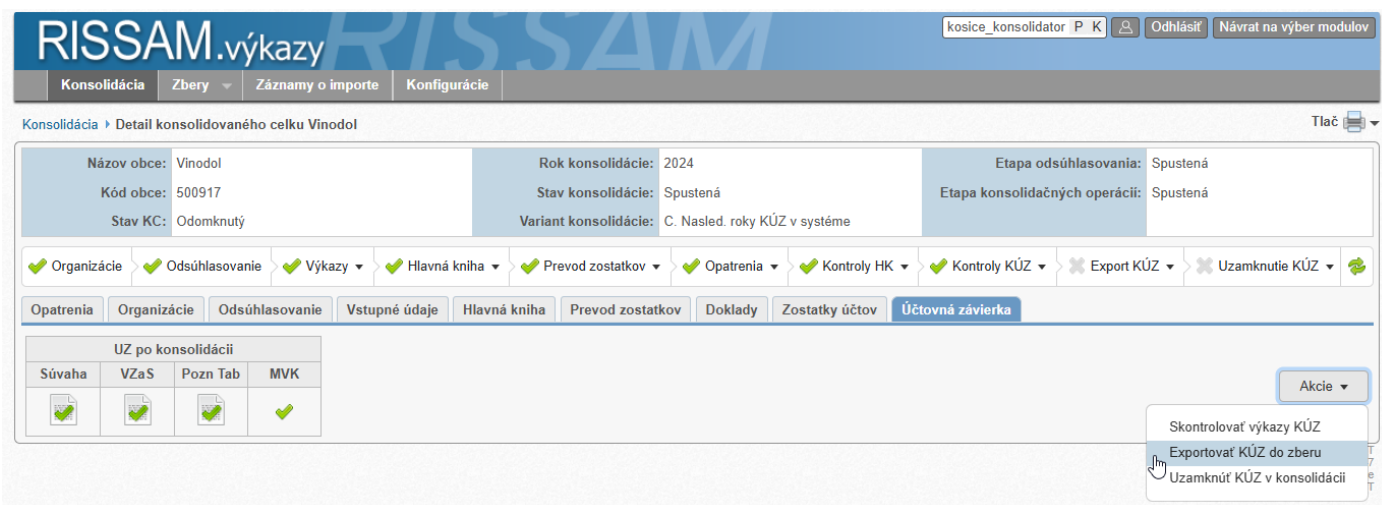 RISSAM.výkazy
RISSAM
kosice_konsolidator P K Odhlásiť Návrat na výber modulov
Konsolidácia Zbery Záznamy o importe Konfigurácie
Konsolidácia Detail konsolidovaného celku Vinodol Tlač
Názov obce: Vinodol Rok konsolidácie: 2024 Etapa odsúhlasovania: Spustená
Kód obce: 500917 Stav konsolidácie: Spustená Etapa konsolidačných operácií: Spustená
Stav KC: Odomknutý Variant konsolidácie: C. Nasled. roky KÚZ v systéme
Organizácie Odsúhlasovanie Výkazy Hlavná kniha Prevod zostatkov Opatrenia Kontroly HK Kontroly KÚZ Export KÚZ Uzamknutie KÚZ
Opatrenia Organizácie Odsúhlasovanie Vstupné údaje Hlavná kniha Prevod zostatkov Doklady Zostatky účtov Účtovná závierka
UZ po konsolidácii
Súvaha VZaS Pozn Tab MVK
Akcie
Skontrolovať výkazy KÚZ
Exportovať KÚZ do zberu
Uzamknúť KÚZ v konsolidácii